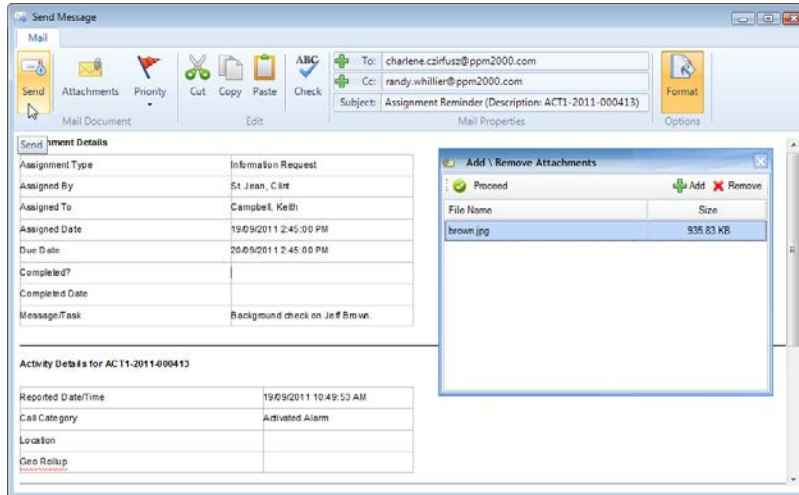 Send Message
Mail
Send
Attachments
Priority
Cut
Copy
Paste
ABC
Check
To: charlene.czirfusz@ppm2000.com
Cc: randy.whillier@ppm2000.com
Subject: Assignment Reminder (Description: ACT1-2011-000413)
Format
Mail Document
Edit
Mail Properties
Options
Send
nment Details
Assignment Type Information Request
Assigned By St. Jean, Clint
Assigned To Campbell, Keith
Assigned Date 19/09/2011 2:45:00 PM
Due Date 20/09/2011 2:45:00 PM
Completed?
Completed Date
Message/Task Background check on Jeff Brown.
Add \ Remove Attachments
Proceed Add Remove
File Name Size
brown.jpg 935.83 KB
Activity Details for ACT1-2011-000413
Reported Date/Time 19/09/2011 10:49:53 AM
Call Category Activated Alarm
Location
Geo Rollup